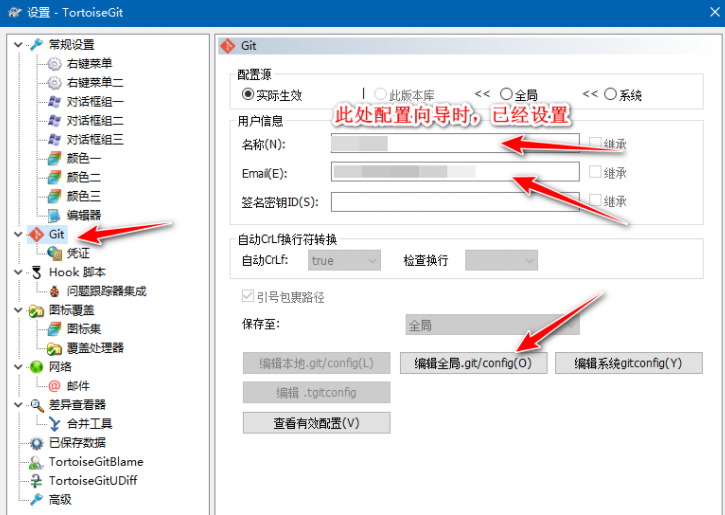 设置 - TortoiseGit
常规设置
右键菜单
右键菜单二
对话框组一
对话框组二
对话框组三
颜色一
颜色二
颜色三
编辑器
Git
凭证
Hook 脚本
问题跟踪器集成
图标覆盖
图标集
覆盖处理器
网络
邮件
差异查看器
合并工具
已保存数据
TortoiseGitBlame
TortoiseGitUDiff
高级
Git
配置源
实际生效 此版本库 << 全局 << 系统
此处配置向导时，已经设置
用户信息
名称(N): 继承
Email(E): 继承
签名密钥ID(S): 继承
自动CrLf换行符转换
自动CrLf: true 检查换行
引号包裹路径
保存至: 全局
编辑本地.git/config(L) 编辑全局.git/config(O) 编辑系统gitconfig(Y)
编辑 .tgitconfig
查看有效配置(V)